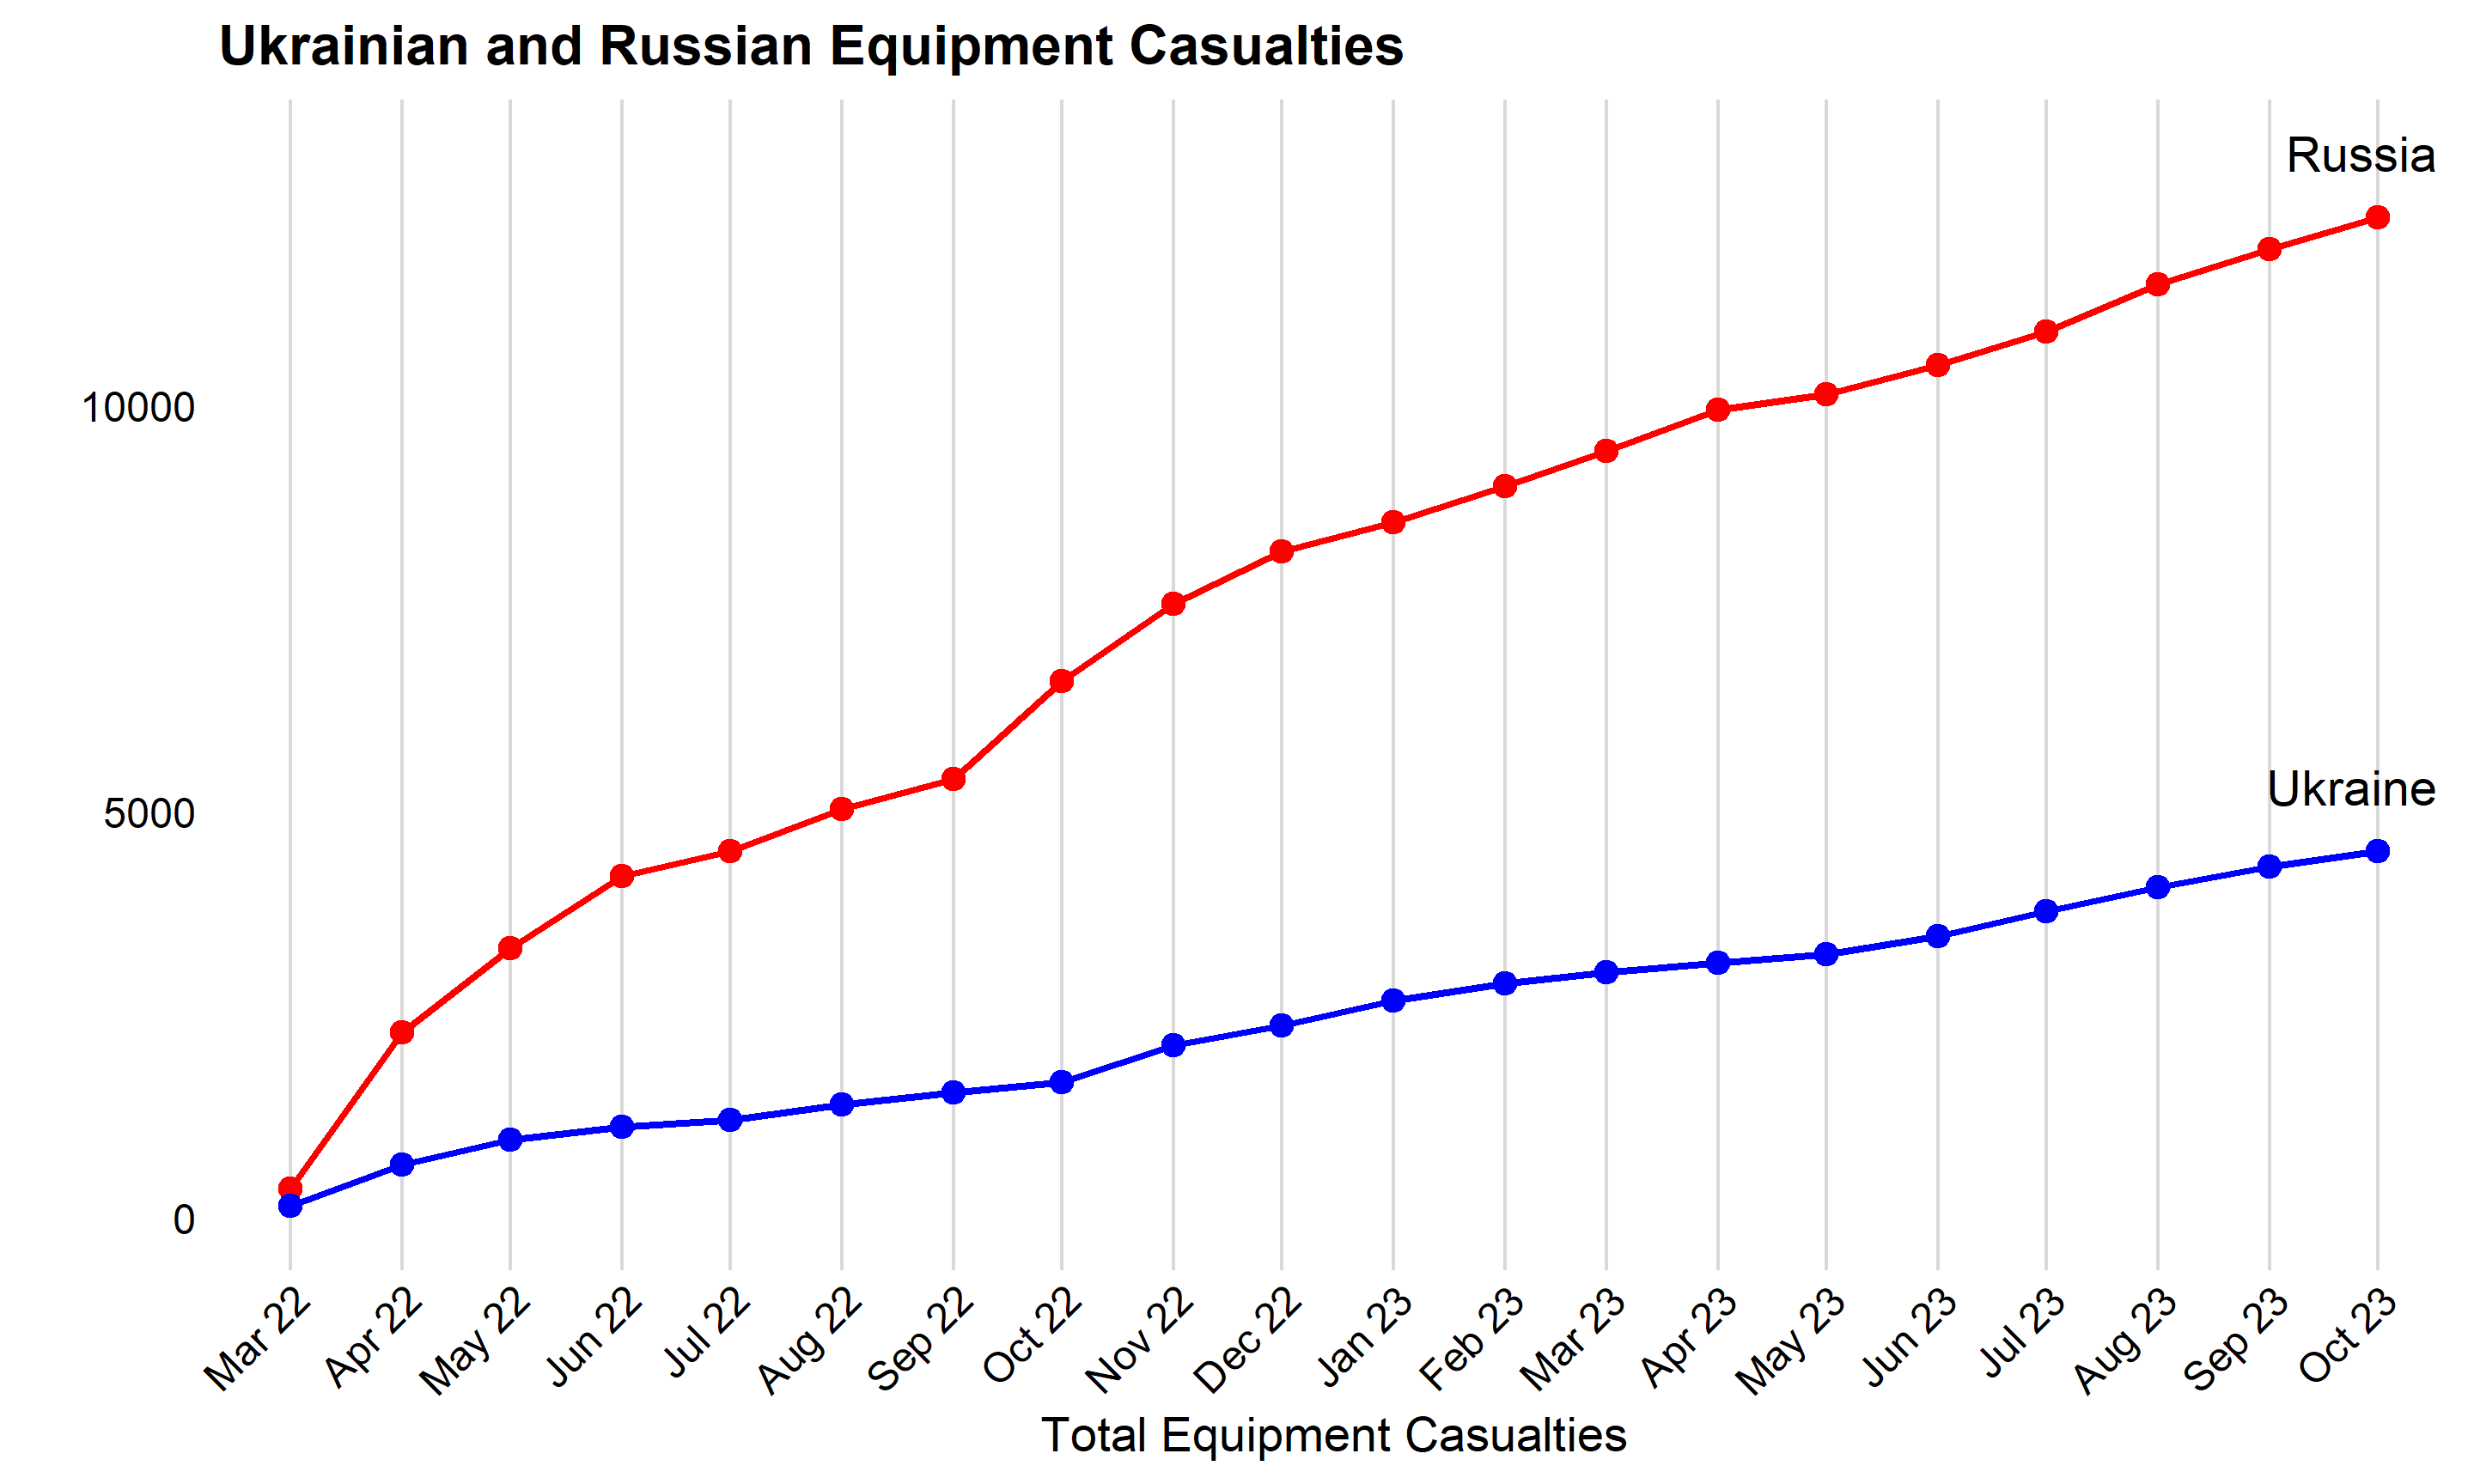 Ukrainian and Russian Equipment Casualties
Russia
10000
Ukraine
5000
0
Mar 22
Apr 22
May 22
Jun 22
Jul 22
Aug 22
Sep 22
Oct 22
Nov 22
Dec 22
Jan 23
Feb 23
Mar 23
Apr 23
May 23
Jun 23
Jul 23
Aug 23
Sep 23
Oct 23
Total Equipment Casualties